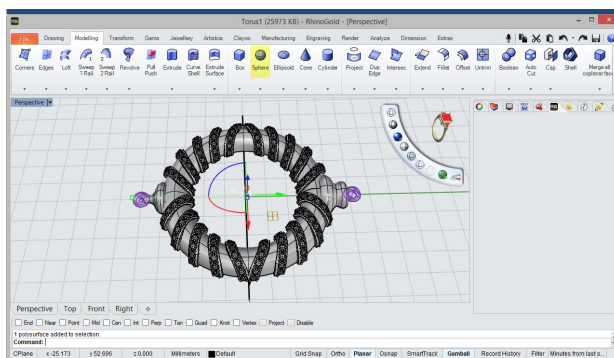 Torus1 (25973 KB) - RhinoGold - [Perspective]
File Drawing Modelling Transform Gems Jewellery Artistics Clayoo Manufacturing Engraving Render Analyze Dimension Extras
Corners Edges Loft Sweep 1 Rail Sweep 2 Rail Revolve Pull Push Extrude Curve Shell Extrude Surface Box Sphere Ellipsoid Cone Cylinder Project Dup Edge Intersec Extend Fillet Offset Untrim Boolean Auto Cut Cap Shell Merge all coplanar faci
Perspective
Perspective Top Front Right
End Near Point Mid Cen Int Perp Tan Quad Knot Vertex Project Disable
1 polysurface added to selection.
Command:
CPlane x -25.173 y 52.696 z 0.000 Millimeters Default Grid Snap Ortho Planar Osnap SmartTrack Gumball Record History Filter Minutes from last s...